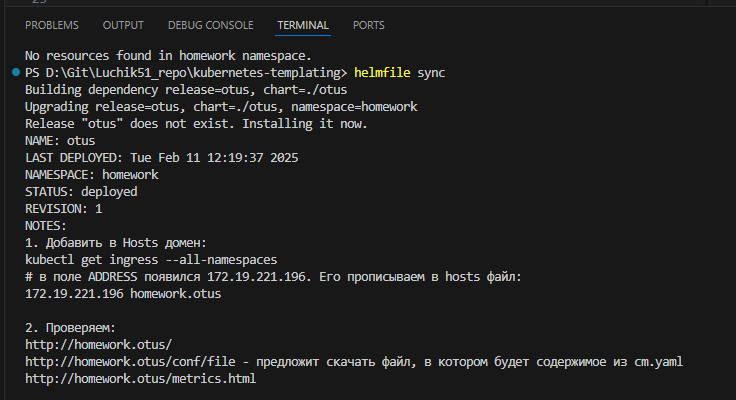 PROBLEMS OUTPUT DEBUG CONSOLE TERMINAL PORTS
No resources found in homework namespace.
PS D:\Git\Luchik51_repo\kubernetes-templating> helmfile sync
Building dependency release=otus, chart=./otus
Upgrading release=otus, chart=./otus, namespace=homework
Release "otus" does not exist. Installing it now.
NAME: otus
LAST DEPLOYED: Tue Feb 11 12:19:37 2025
NAMESPACE: homework
STATUS: deployed
REVISION: 1
NOTES:
1. Добавить в Hosts домен:
kubectl get ingress --all-namespaces
# в поле ADDRESS появился 172.19.221.196. Его прописываем в hosts файл:
172.19.221.196 homework.otus
2. Проверяем:
http://homework.otus/
http://homework.otus/conf/file - предложит скачать файл, в котором будет содержимое из cm.yaml
http://homework.otus/metrics.html